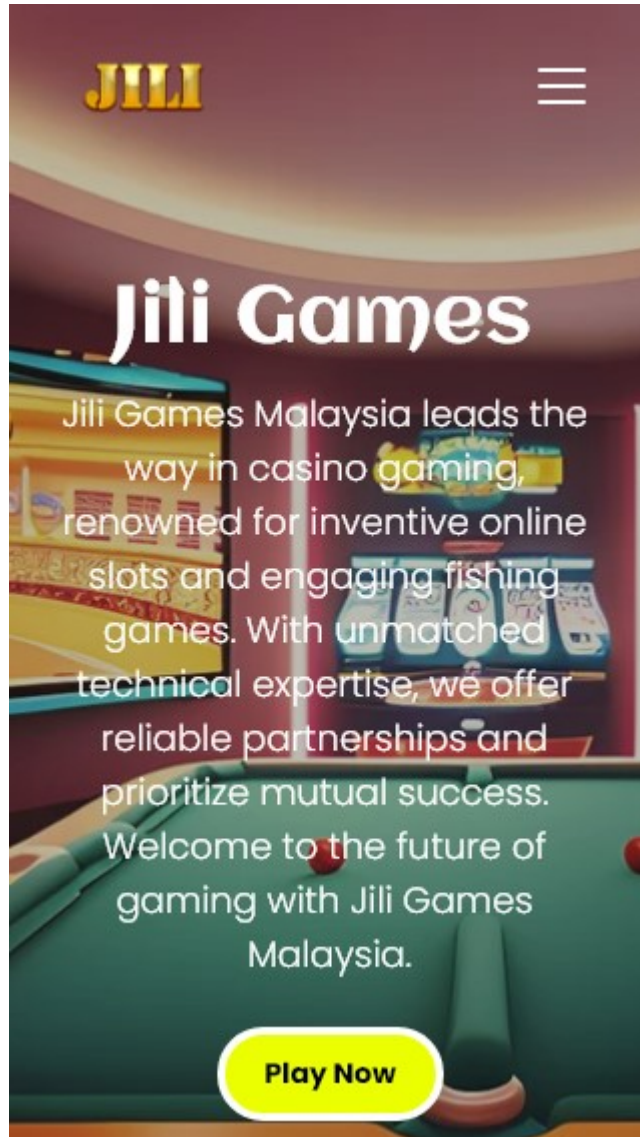 JILI
Jili Games
Jili Games Malaysia leads the
way in casino gaming,
renowned for inventive online
slots and engaging fishing
games. With unmatched
technical expertise, we offer
reliable partnerships and
prioritize mutual success.
Welcome to the future of
gaming with Jili Games
Malaysia.
Play Now